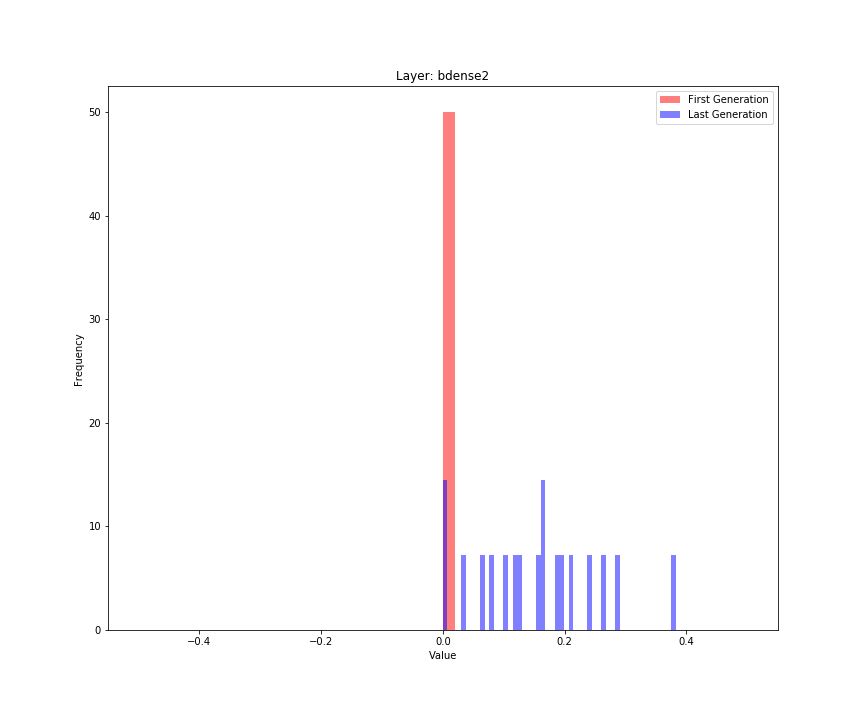 Layer: bdense2
First Generation
Last Generation
50
40
30
20
10
0
Frequency
−0.4
−0.2
0.0
0.2
0.4
Value